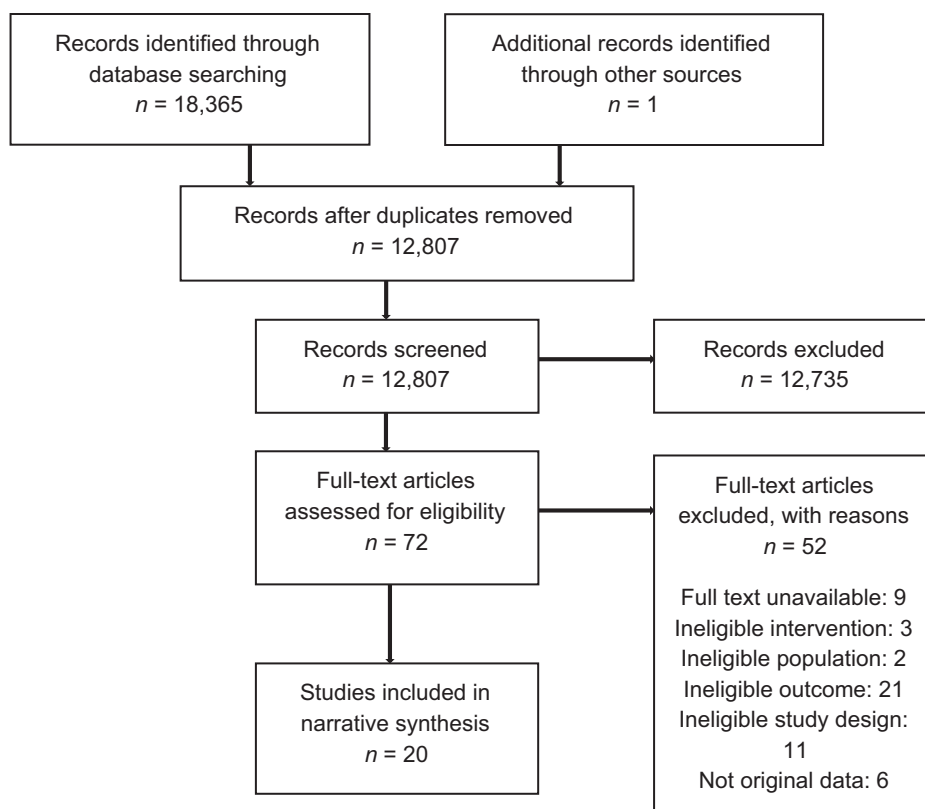 Records identified through
database searching
n = 18,365
Additional records identified
through other sources
n = 1
Records after duplicates removed
n = 12,807
Records screened
n = 12,807
Records excluded
n = 12,735
Full-text articles
assessed for eligibility
n = 72
Full-text articles
excluded, with reasons
n = 52
Full text unavailable: 9
Ineligible intervention: 3
Ineligible population: 2
Ineligible outcome: 21
Ineligible study design:
11
Not original data: 6
Studies included in
narrative synthesis
n = 20